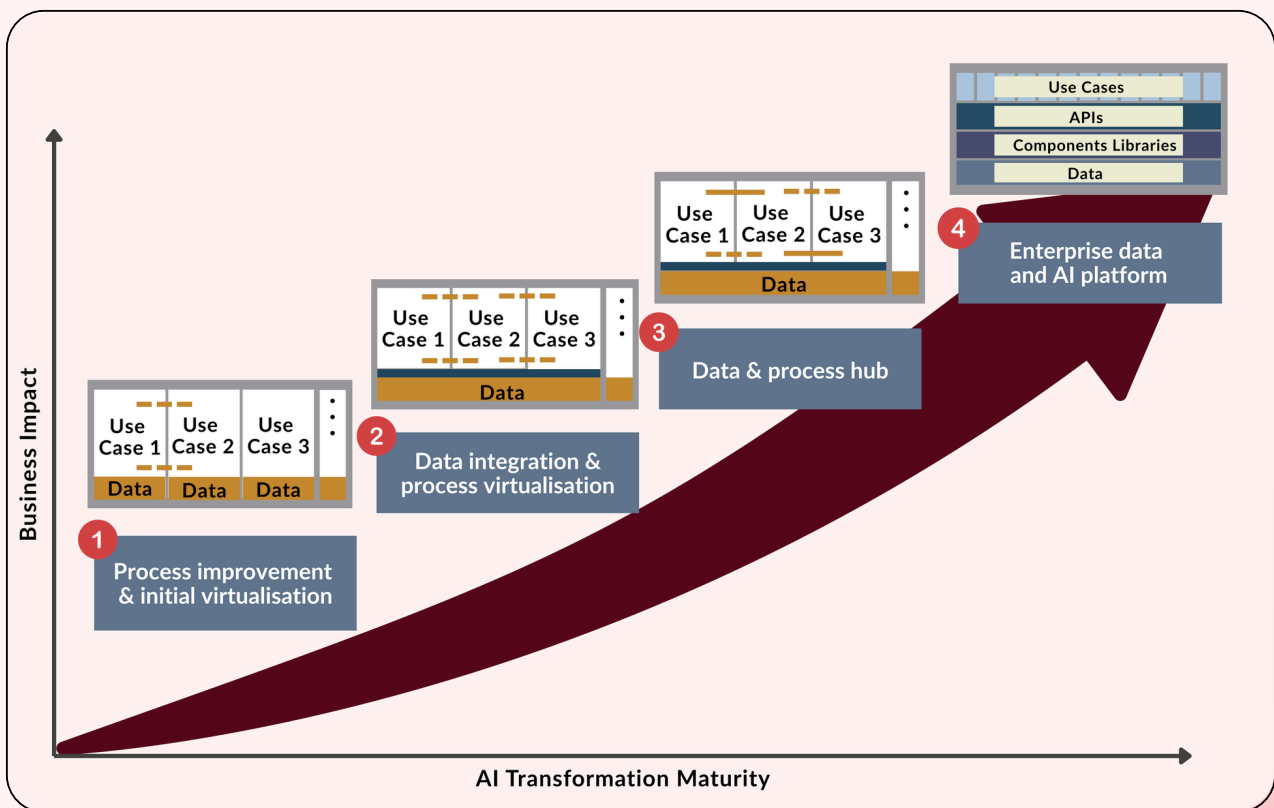 Business Impact
AI Transformation Maturity
Use
Case 1
Use
Case 2
Use
Case 3
Data
Data
Data
1
Process improvement
& initial virtualisation
Use
Case 1
Use
Case 2
Use
Case 3
Data
2
Data integration &
process virtualisation
Use
Case 1
Use
Case 2
Use
Case 3
Data
3
Data & process hub
Use Cases
APIs
Components Libraries
Data
4
Enterprise data
and AI platform